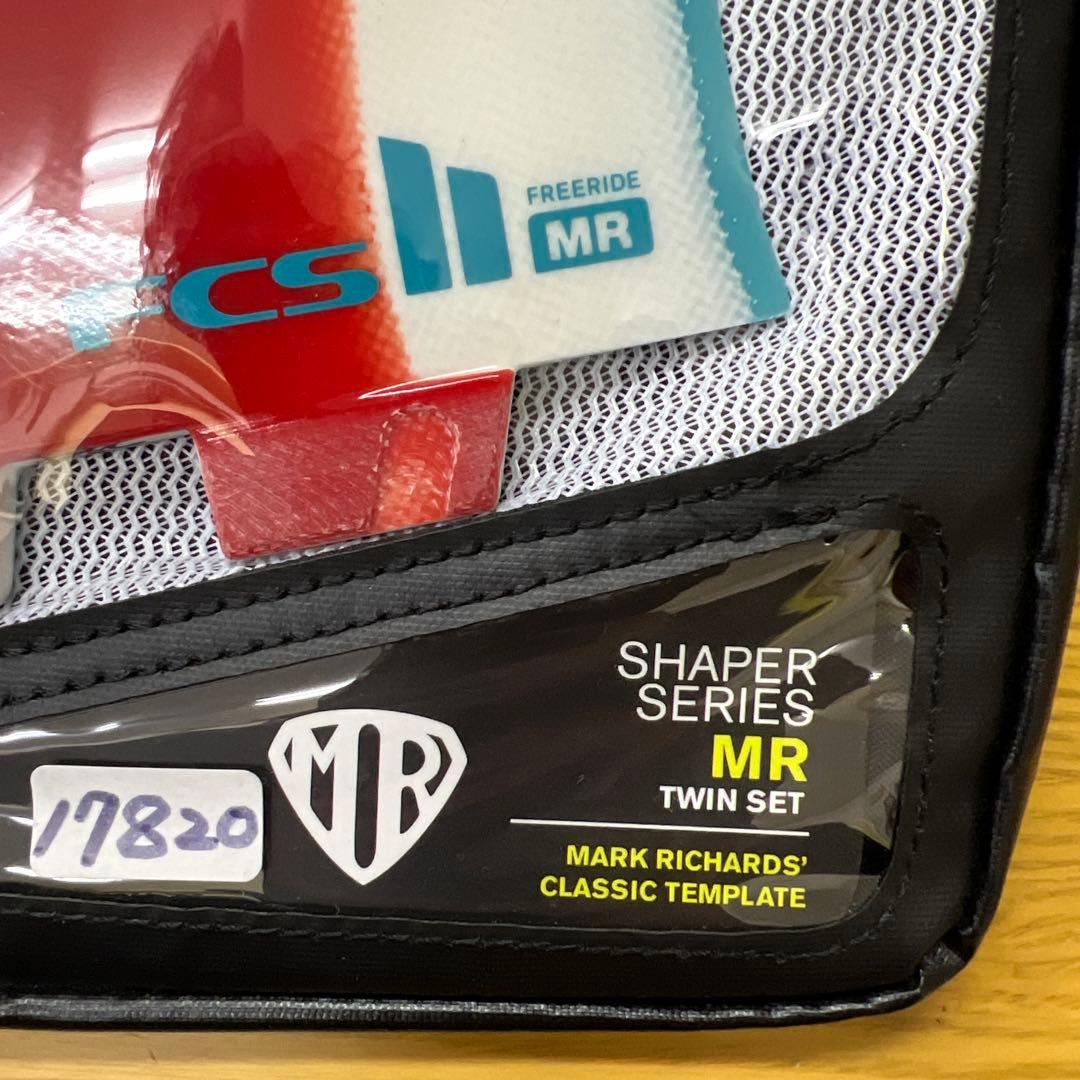 FREERIDE
MR
FCS II
SHAPER
SERIES
MR
TWIN SET
MARK RICHARDS'
CLASSIC TEMPLATE
MR
17820